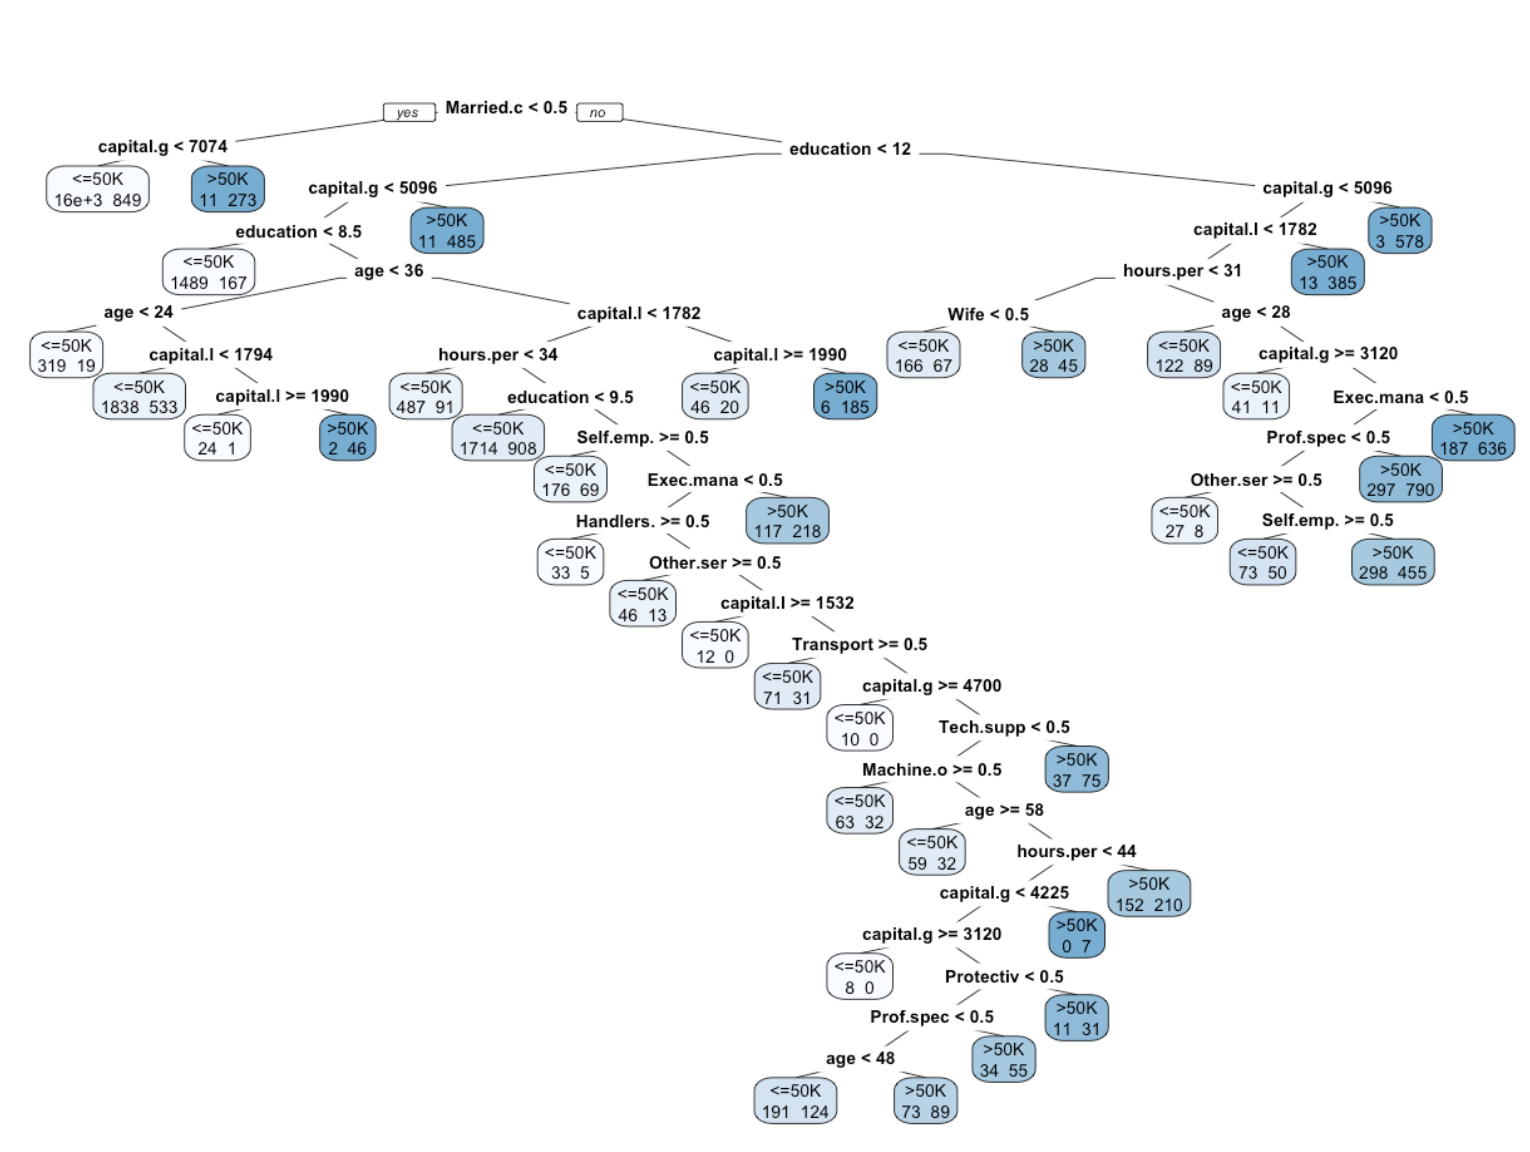 yes Married.c < 0.5 no
capital.g < 7074
education < 12
<=50K
16e+3 849
>50K
11 273
capital.g < 5096
capital.g < 5096
>50K
11 485
>50K
3 578
education < 8.5
capital.l < 1782
<=50K
1489 167
>50K
13 385
age < 36
hours.per < 31
age < 24
capital.l < 1782
Wife < 0.5
age < 28
<=50K
319 19
capital.l < 1794
hours.per < 34
capital.l >= 1990
<=50K
166 67
>50K
28 45
<=50K
122 89
capital.g >= 3120
<=50K
1838 533
capital.l >= 1990
<=50K
487 91
education < 9.5
<=50K
46 20
>50K
6 185
<=50K
41 11
Exec.mana < 0.5
<=50K
24 1
>50K
2 46
<=50K
1714 908
Self.emp. >= 0.5
Prof.spec < 0.5
>50K
187 636
<=50K
176 69
Exec.mana < 0.5
Other.ser >= 0.5
>50K
297 790
Handlers. >= 0.5
>50K
117 218
<=50K
27 8
Self.emp. >= 0.5
<=50K
33 5
Other.ser >= 0.5
<=50K
73 50
>50K
298 455
<=50K
46 13
capital.l >= 1532
<=50K
12 0
Transport >= 0.5
<=50K
71 31
capital.g >= 4700
<=50K
10 0
Tech.supp < 0.5
Machine.o >= 0.5
>50K
37 75
<=50K
63 32
age >= 58
<=50K
59 32
hours.per < 44
capital.g < 4225
>50K
152 210
capital.g >= 3120
>50K
0 7
<=50K
8 0
Protectiv < 0.5
Prof.spec < 0.5
>50K
11 31
age < 48
>50K
34 55
<=50K
191 124
>50K
73 89